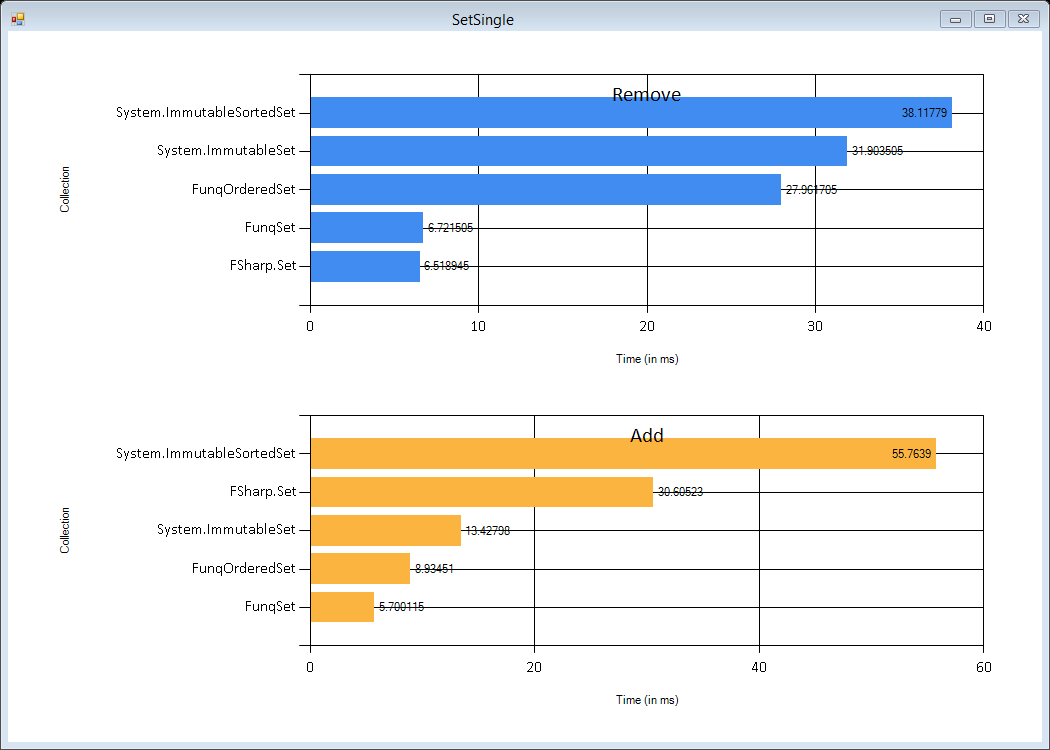 SetSingle
Remove
System.ImmutableSortedSet 38.11779
System.ImmutableSet 31.903505
FunqOrderedSet 27.961705
FunqSet 6.721505
FSharp.Set 6.518945
Collection
0 10 20 30 40
Time (in ms)
Add
System.ImmutableSortedSet 55.7639
FSharp.Set 30.60523
System.ImmutableSet 13.42798
FunqOrderedSet 8.93451
FunqSet 5.700115
Collection
0 20 40 60
Time (in ms)